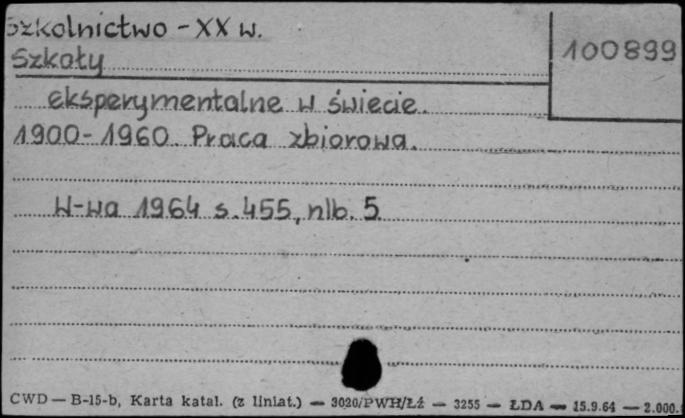 Szkolnictwo - XX w.
100899
Szkoły
eksperymentalne w świecie.
1900-1960. Praca zbiorowa.
W-wa 1964 s. 455, nlb. 5.
CWD — B-15-b, Karta katal. (z liniat.) — 3020/PWH/Łź — 3255 — ŁDA — 15.9.64 — 2.000.